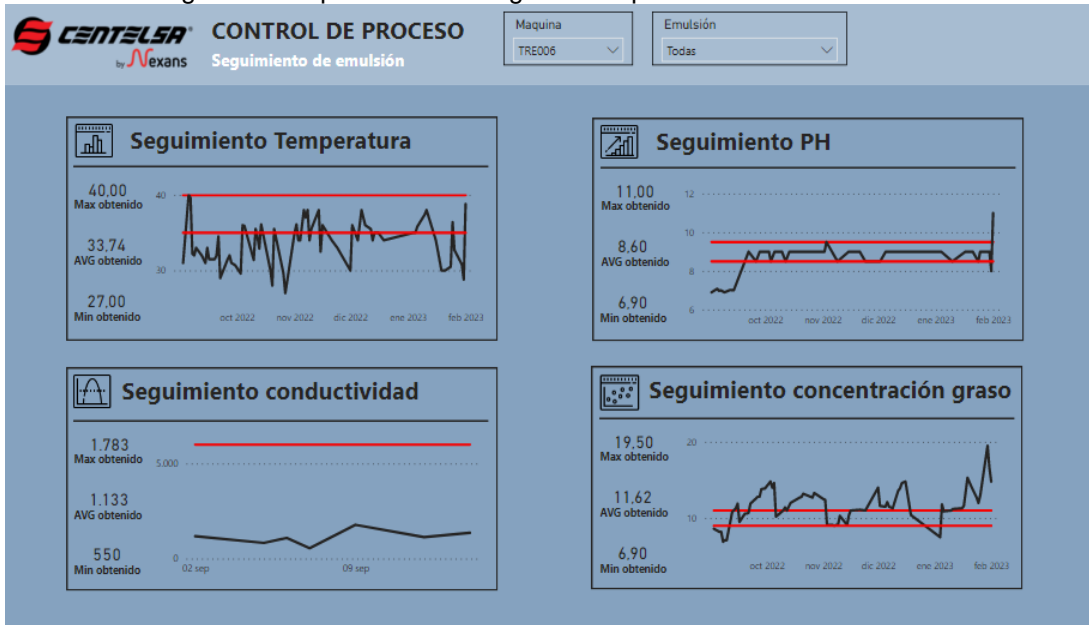 CENTELSA
by Nexans
CONTROL DE PROCESO
Seguimiento de emulsión
Maquina
TRE006
Emulsión
Todas
Seguimiento Temperatura
40,00
Max obtenido
33,74
AVG obtenido
27,00
Min obtenido
40
30
oct 2022 nov 2022 dic 2022 ene 2023 feb 2023
Seguimiento PH
11,00
Max obtenido
8,60
AVG obtenido
6,90
Min obtenido
12
10
8
6
oct 2022 nov 2022 dic 2022 ene 2023 feb 2023
Seguimiento conductividad
1.783
Max obtenido
1.133
AVG obtenido
550
Min obtenido
5.000
0
02 sep 09 sep
Seguimiento concentración graso
19,50
Max obtenido
11,62
AVG obtenido
6,90
Min obtenido
20
10
oct 2022 nov 2022 dic 2022 ene 2023 feb 2023